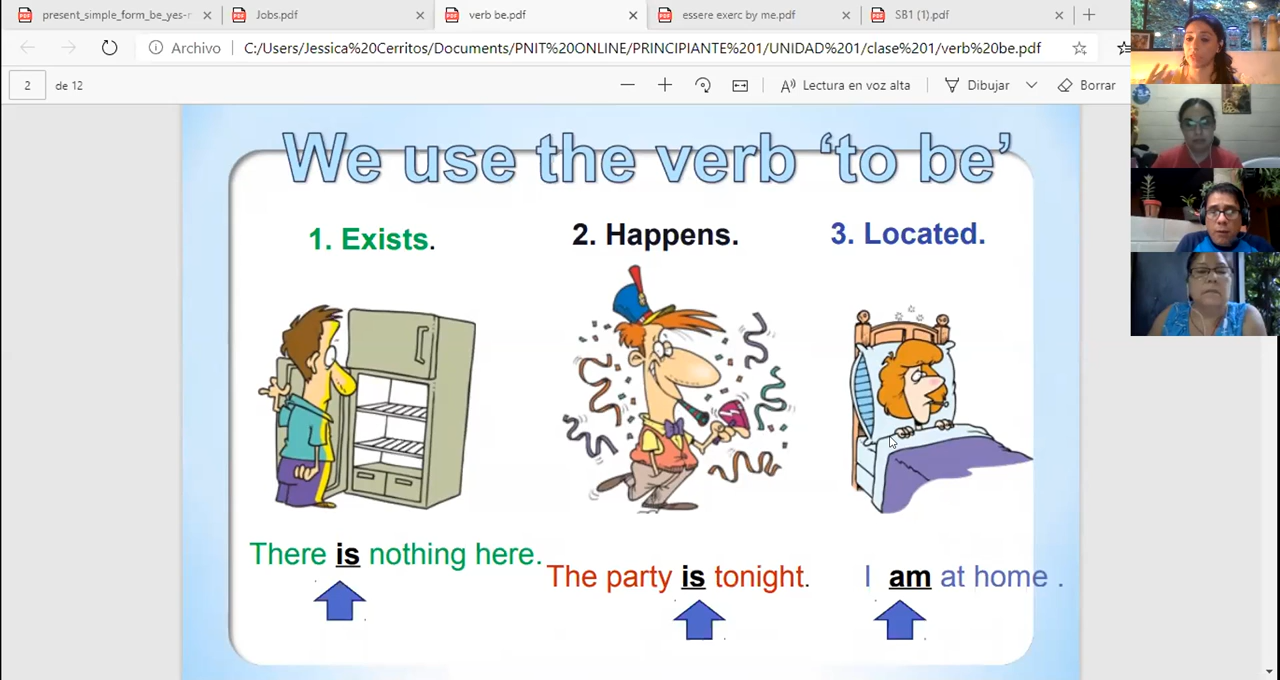 present_simple_form_be_yes-r
Jobs.pdf
verb be.pdf
essere exerc by me.pdf
SB1 (1).pdf
Archivo
C:/Users/Jessica%20Cerritos/Documents/PNIT%20ONLINE/PRINCIPIANTE%201/UNIDAD%201/clase%201/verb%20be.pdf
2
de 12
Lectura en voz alta
Dibujar
Borrar
We use the verb ‘to be’
1. Exists.
2. Happens.
3. Located.
There is nothing here.
The party is tonight.
I am at home .